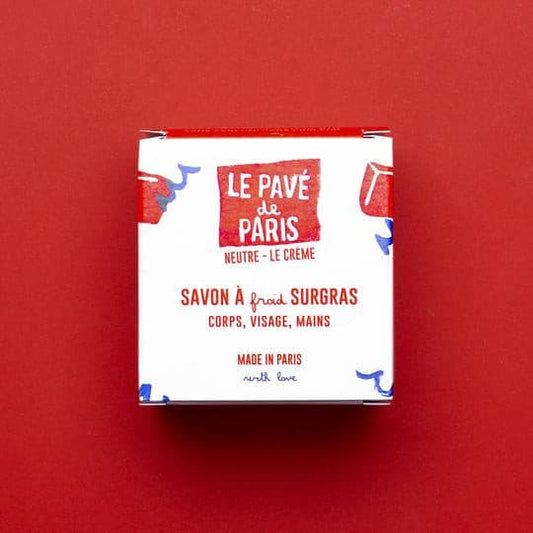 LE PAVÉ
de
PARIS
NEUTRE - LE CRÈME
SAVON À froid SURGRAS
CORPS, VISAGE, MAINS
MADE IN PARIS
with love